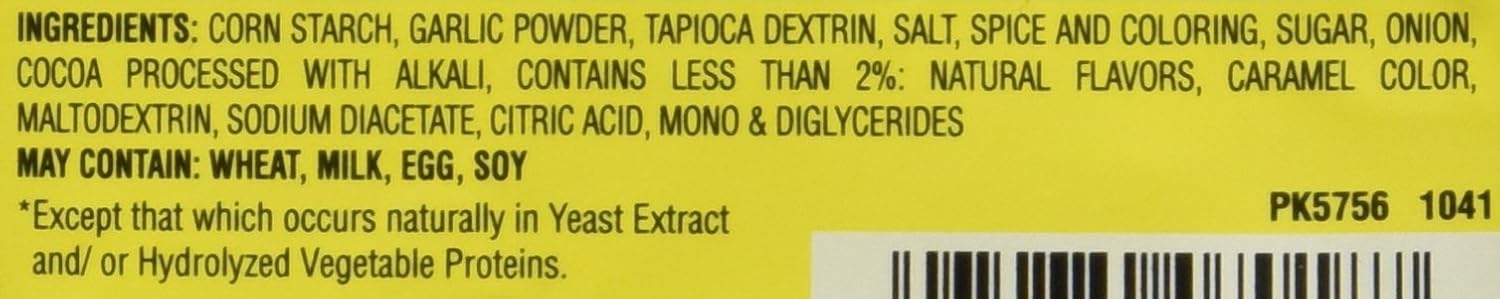 INGREDIENTS: CORN STARCH, GARLIC POWDER, TAPIOCA DEXTRIN, SALT, SPICE AND COLORING, SUGAR, ONION,
COCOA PROCESSED WITH ALKALI, CONTAINS LESS THAN 2%: NATURAL FLAVORS, CARAMEL COLOR,
MALTODEXTRIN, SODIUM DIACETATE, CITRIC ACID, MONO & DIGLYCERIDES
MAY CONTAIN: WHEAT, MILK, EGG, SOY
*Except that which occurs naturally in Yeast Extract
and/ or Hydrolyzed Vegetable Proteins.
PK5756 1041